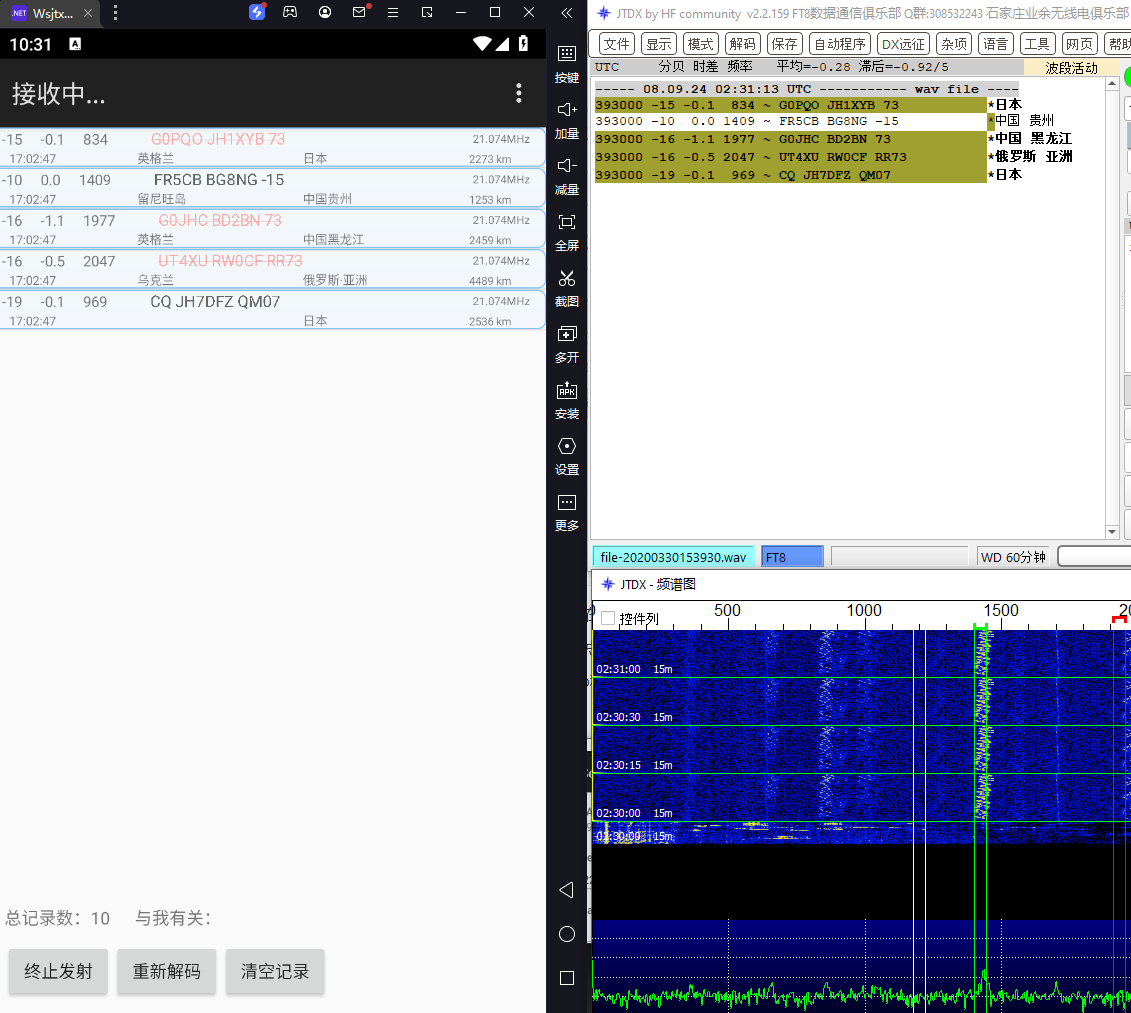 .NET Wsjtx...
10:31 A
接收中...
-15 -0.1 834 G0PQO JH1XYB 73 21.074MHz
17:02:47 英格兰 日本 2273 km
-10 0.0 1409 FR5CB BG8NG -15 21.074MHz
17:02:47 留尼旺岛 中国贵州 1253 km
-16 -1.1 1977 G0JHC BD2BN 73 21.074MHz
17:02:47 英格兰 中国黑龙江 2459 km
-16 -0.5 2047 UT4XU RW0CF RR73 21.074MHz
17:02:47 乌克兰 俄罗斯·亚洲 4489 km
-19 -0.1 969 CQ JH7DFZ QM07 21.074MHz
17:02:47 日本 2536 km
总记录数：10 与我有关：
终止发射 重新解码 清空记录
按键
加量
减量
全屏
截图
多开
APK
安装
设置
更多
JTDX by HF community v2.2.159 FT8数据通信俱乐部 Q群:308532243 石家庄业余无线电俱乐部
文件 显示 模式 解码 保存 自动程序 DX远征 杂项 语言 工具 网页 帮助
UTC 分贝 时差 频率 平均=-0.28 滞后=-0.92/5 波段活动
----- 08.09.24 02:31:13 UTC ----------- wav file ----
393000 -15 -0.1 834 ~ G0PQO JH1XYB 73 *日本
393000 -10 0.0 1409 ~ FR5CB BG8NG -15 *中国 贵州
393000 -16 -1.1 1977 ~ G0JHC BD2BN 73 *中国 黑龙江
393000 -16 -0.5 2047 ~ UT4XU RW0CF RR73 *俄罗斯 亚洲
393000 -19 -0.1 969 ~ CQ JH7DFZ QM07 *日本
file-20200330153930.wav FT8 WD 60分钟
JTDX - 频谱图
0 500 1000 1500
控件列
02:31:00 15m
02:30:30 15m
02:30:15 15m
02:30:00 15m
02:30:00 15m